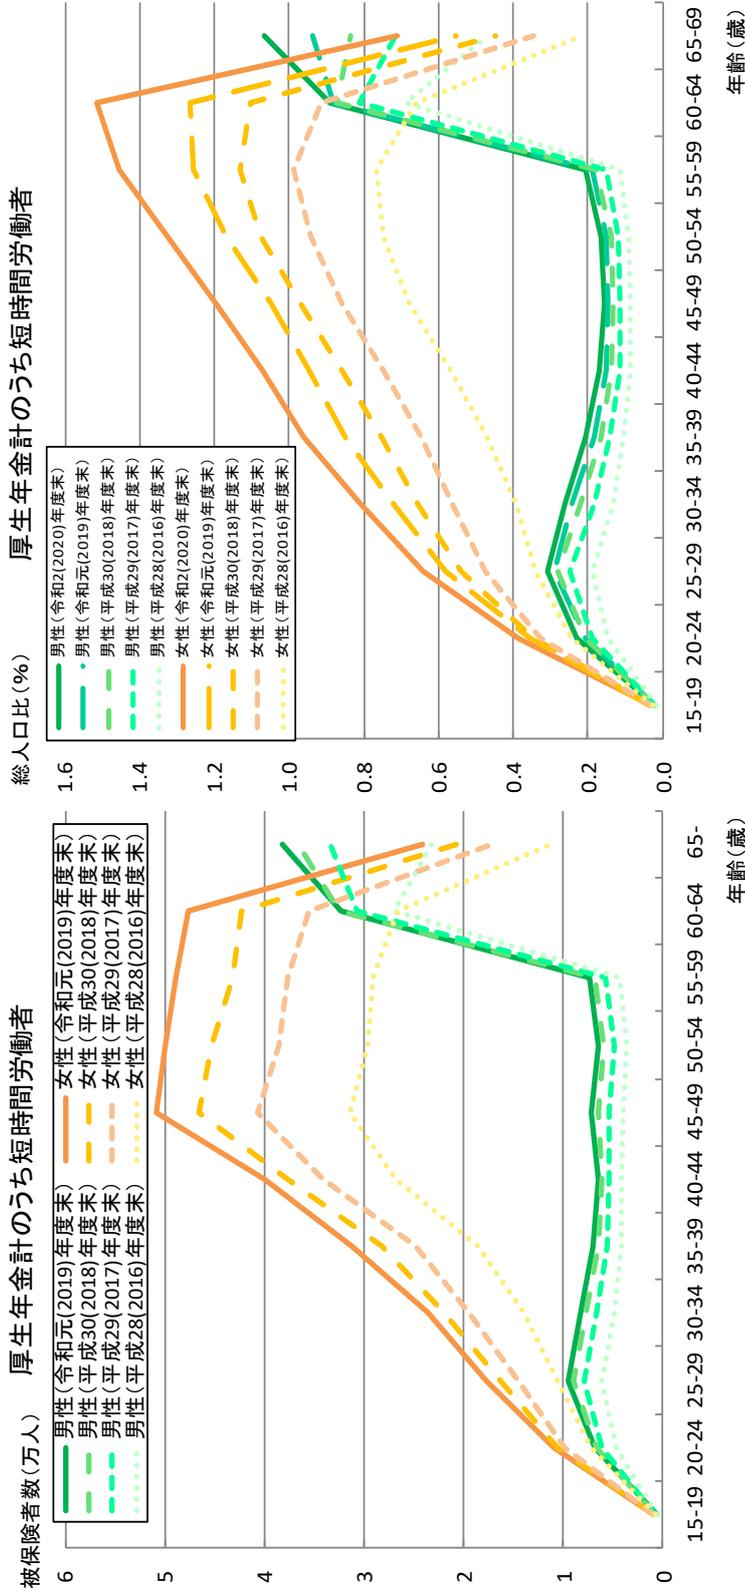 厚生年金計のうち短時間労働者
被保険者数(万人)
男性(令和元(2019)年度末)
男性(平成30(2018)年度末)
男性(平成29(2017)年度末)
男性(平成28(2016)年度末)
女性(令和元(2019)年度末)
女性(平成30(2018)年度末)
女性(平成29(2017)年度末)
女性(平成28(2016)年度末)
6
5
4
3
2
1
0
15-19 20-24 25-29 30-34 35-39 40-44 45-49 50-54 55-59 60-64 65-
年齢(歳)
厚生年金計のうち短時間労働者
総人口比(%)
男性(令和2(2020)年度末)
男性(令和元(2019)年度末)
男性(平成30(2018)年度末)
男性(平成29(2017)年度末)
男性(平成28(2016)年度末)
女性(令和2(2020)年度末)
女性(令和元(2019)年度末)
女性(平成30(2018)年度末)
女性(平成29(2017)年度末)
女性(平成28(2016)年度末)
1.6
1.4
1.2
1.0
0.8
0.6
0.4
0.2
0.0
15-19 20-24 25-29 30-34 35-39 40-44 45-49 50-54 55-59 60-64 65-69
年齢(歳)